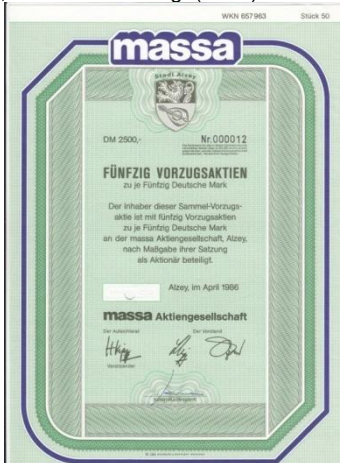 WKN 657963 Stück 50
massa
Stadt Alzey
DM 2500,- Nr.000012
FÜNFZIG VORZUGSAKTIEN
zu je Fünfzig Deutsche Mark
Der Inhaber dieser Sammel-Vorzugs-
aktie ist mit fünfzig Vorzugsaktien
zu je Fünfzig Deutsche Mark
an der massa Aktiengesellschaft, Alzey,
nach Maßgabe ihrer Satzung
als Aktionär beteiligt.
Alzey, im April 1986
massa Aktiengesellschaft
Der Aufsichtsrat Der Vorstand
Vorsitzender